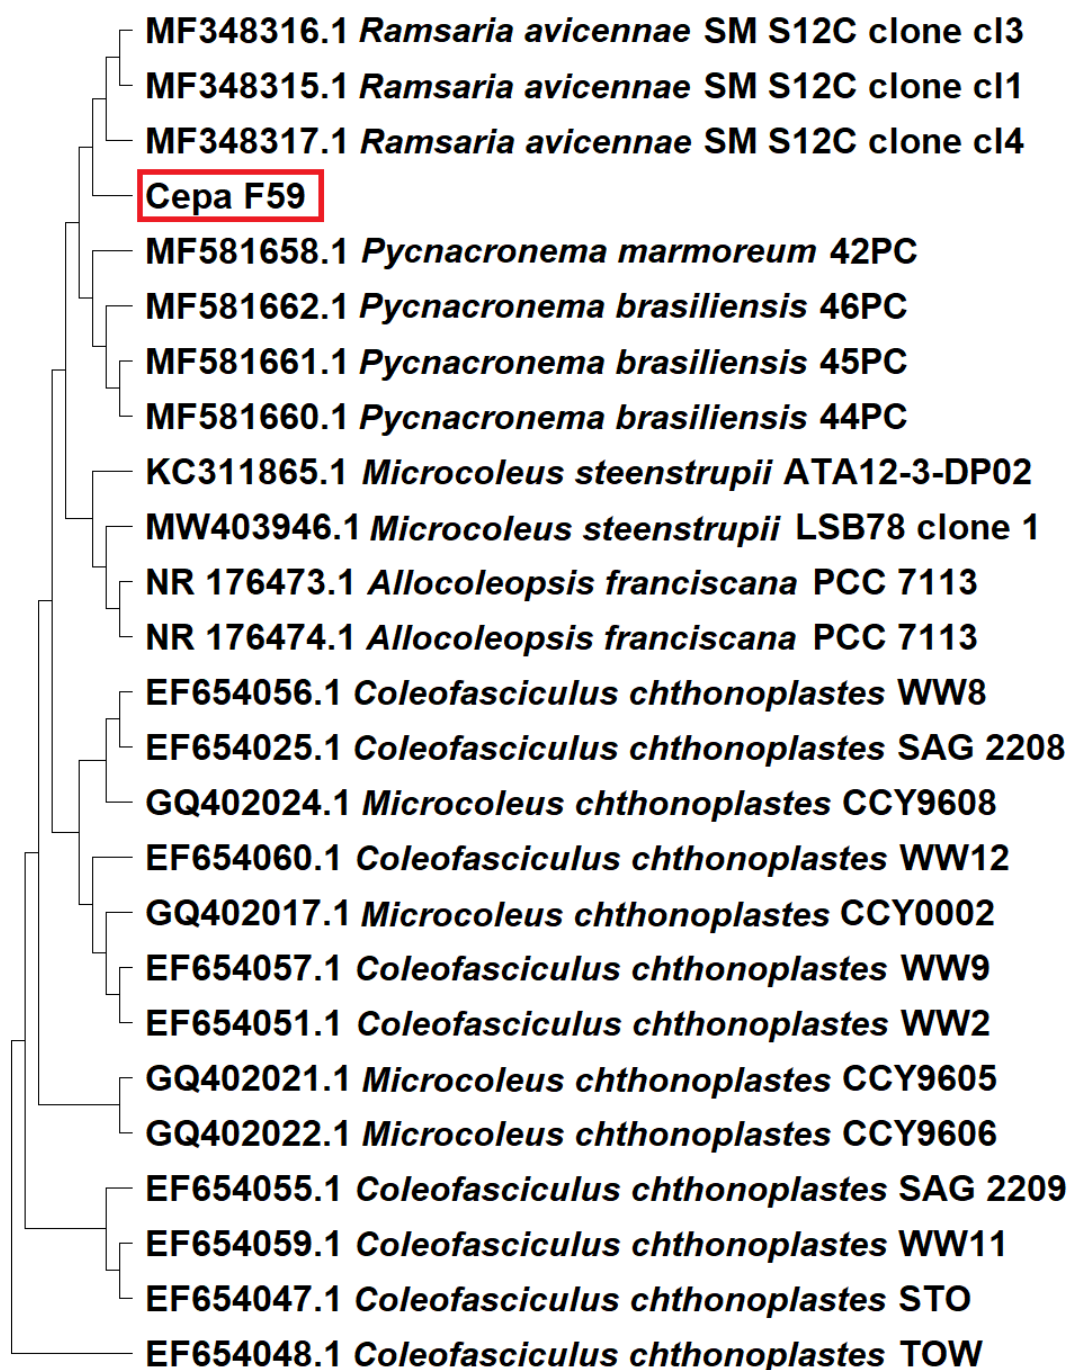 MF348316.1 Ramsaria avicennae SM S12C clone cl3
MF348315.1 Ramsaria avicennae SM S12C clone cl1
MF348317.1 Ramsaria avicennae SM S12C clone cl4
Cepa F59
MF581658.1 Pycnacronema marmoreum 42PC
MF581662.1 Pycnacronema brasiliensis 46PC
MF581661.1 Pycnacronema brasiliensis 45PC
MF581660.1 Pycnacronema brasiliensis 44PC
KC311865.1 Microcoleus steenstrupii ATA12-3-DP02
MW403946.1 Microcoleus steenstrupii LSB78 clone 1
NR 176473.1 Allocoleopsis franciscana PCC 7113
NR 176474.1 Allocoleopsis franciscana PCC 7113
EF654056.1 Coleofasciculus chthonoplastes WW8
EF654025.1 Coleofasciculus chthonoplastes SAG 2208
GQ402024.1 Microcoleus chthonoplastes CCY9608
EF654060.1 Coleofasciculus chthonoplastes WW12
GQ402017.1 Microcoleus chthonoplastes CCY0002
EF654057.1 Coleofasciculus chthonoplastes WW9
EF654051.1 Coleofasciculus chthonoplastes WW2
GQ402021.1 Microcoleus chthonoplastes CCY9605
GQ402022.1 Microcoleus chthonoplastes CCY9606
EF654055.1 Coleofasciculus chthonoplastes SAG 2209
EF654059.1 Coleofasciculus chthonoplastes WW11
EF654047.1 Coleofasciculus chthonoplastes STO
EF654048.1 Coleofasciculus chthonoplastes TOW